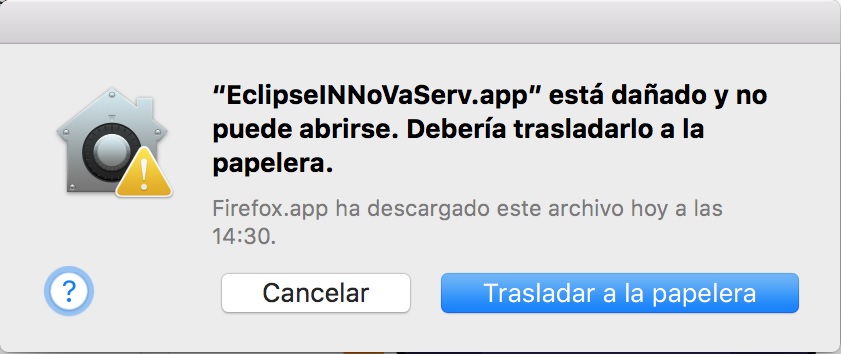 “EclipseINNoVaServ.app” está dañado y no
puede abrirse. Debería trasladarlo a la
papelera.
Firefox.app ha descargado este archivo hoy a las
14:30.
?
Cancelar
Trasladar a la papelera